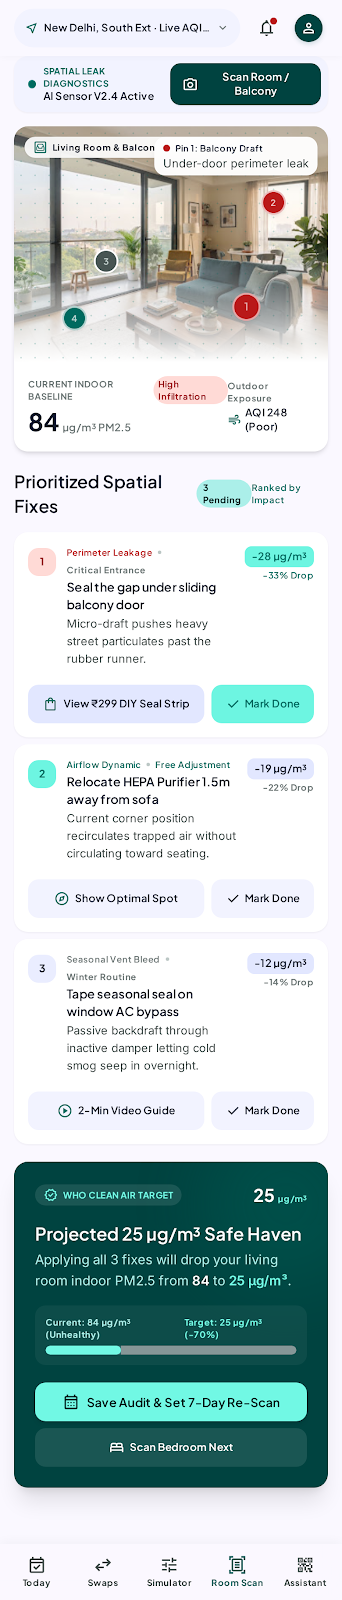 New Delhi, South Ext · Live AQI...
SPATIAL LEAK
DIAGNOSTICS
AI Sensor V2.4 Active
Scan Room /
Balcony
Living Room & Balcon
Pin 1: Balcony Draft
Under-door perimeter leak
2
3
1
4
CURRENT INDOOR
BASELINE
84 µg/m³ PM2.5
High
Infiltration
Outdoor
Exposure
AQI 248
(Poor)
Prioritized Spatial
Fixes
3
Pending
Ranked by
Impact
1
Perimeter Leakage •
Critical Entrance
Seal the gap under sliding
balcony door
Micro-draft pushes heavy
street particulates past the
rubber runner.
-28 µg/m³
-33% Drop
View ₹299 DIY Seal Strip
Mark Done
2
Airflow Dynamic • Free Adjustment
Relocate HEPA Purifier 1.5m
away from sofa
Current corner position
recirculates trapped air without
circulating toward seating.
-19 µg/m³
-22% Drop
Show Optimal Spot
Mark Done
3
Seasonal Vent Bleed •
Winter Routine
Tape seasonal seal on
window AC bypass
Passive backdraft through
inactive damper letting cold
smog seep in overnight.
-12 µg/m³
-14% Drop
2-Min Video Guide
Mark Done
WHO CLEAN AIR TARGET
25 µg/m³
Projected 25 µg/m³ Safe Haven
Applying all 3 fixes will drop your living
room indoor PM2.5 from 84 to 25 µg/m³.
Current: 84 µg/m³
(Unhealthy)
Target: 25 µg/m³
(-70%)
Save Audit & Set 7-Day Re-Scan
Scan Bedroom Next
Today
Swaps
Simulator
Room Scan
Assistant